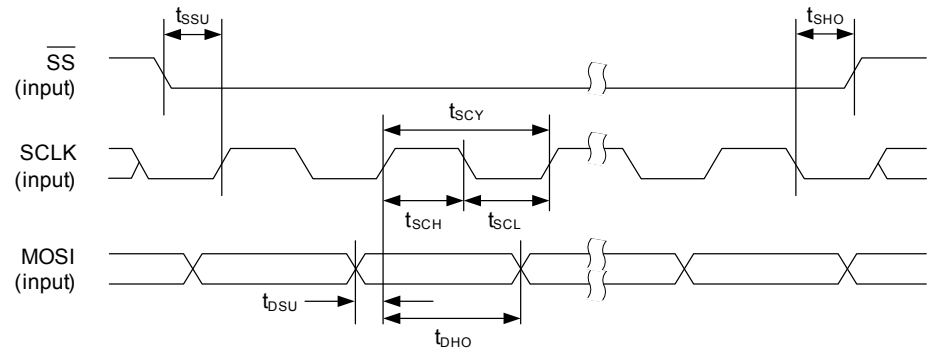 tSSU
tSHO
SS
(input)
tSCY
SCLK
(input)
tSCH
tSCL
MOSI
(input)
tDSU
tDHO